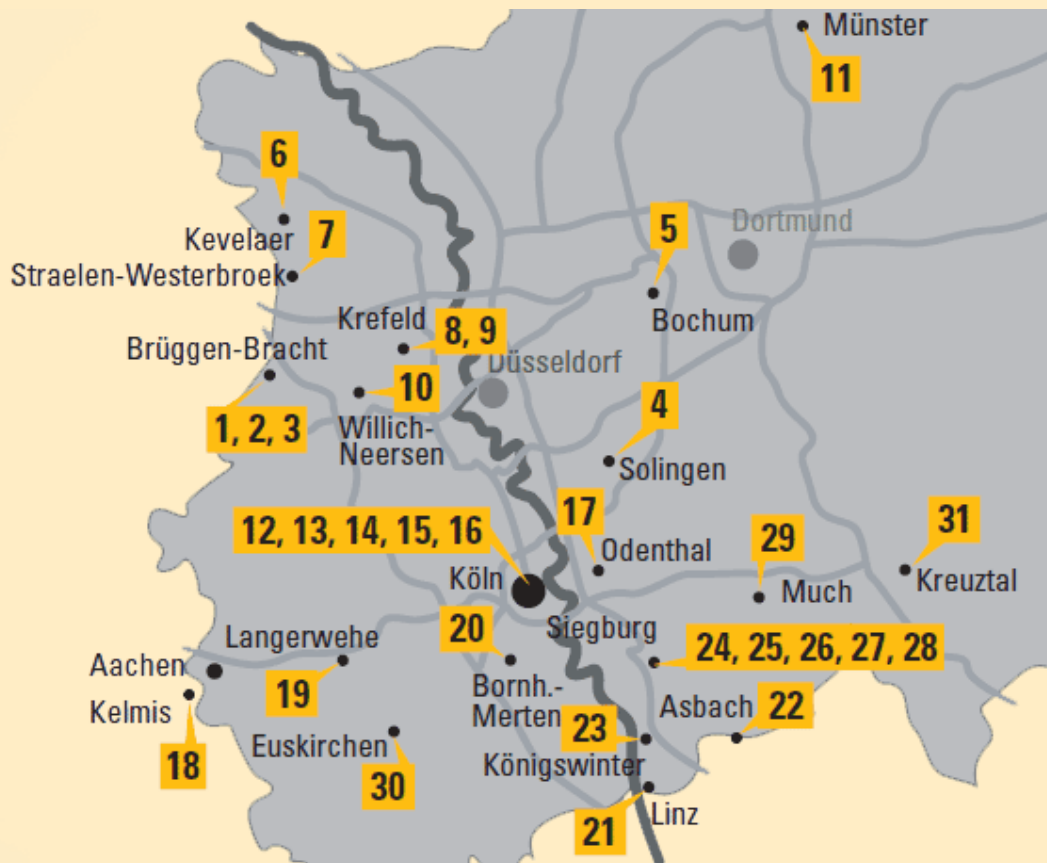 Münster
11
6
Kevelaer
7
Straelen-Westerbroek
Dortmund
5
Bochum
Krefeld
8, 9
Brüggen-Bracht
Düsseldorf
10
1, 2, 3
Willich-
Neersen
4
Solingen
12, 13, 14, 15, 16
17
Odenthal
29
31
Köln
Much
Kreuztal
20
Siegburg
24, 25, 26, 27, 28
Langerwehe
Aachen
19
Kelmis
Bornh.-
Merten
Asbach
22
18
Euskirchen
30
23
Königswinter
21
Linz